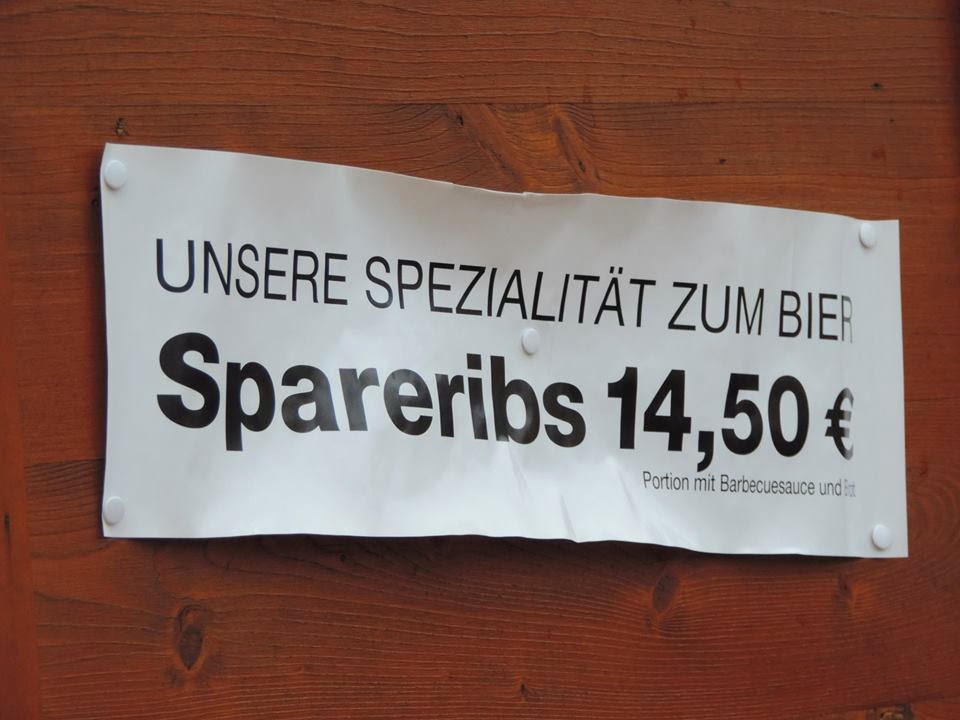 UNSERE SPEZIALITÄT ZUM BIER
Spareribs 14,50 €
Portion mit Barbecuesauce und Brot